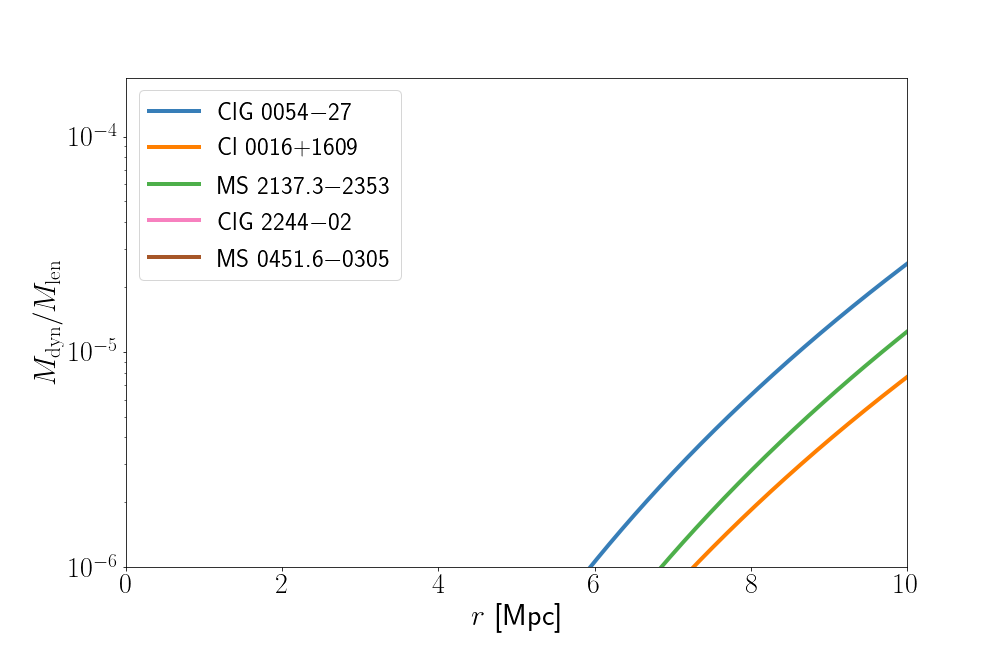 CIG 0054−27
CI 0016+1609
MS 2137.3−2353
CIG 2244−02
MS 0451.6−0305
10⁻⁴
10⁻⁵
10⁻⁶
M_dyn/M_len
0 2 4 6 8 10
r [Mpc]